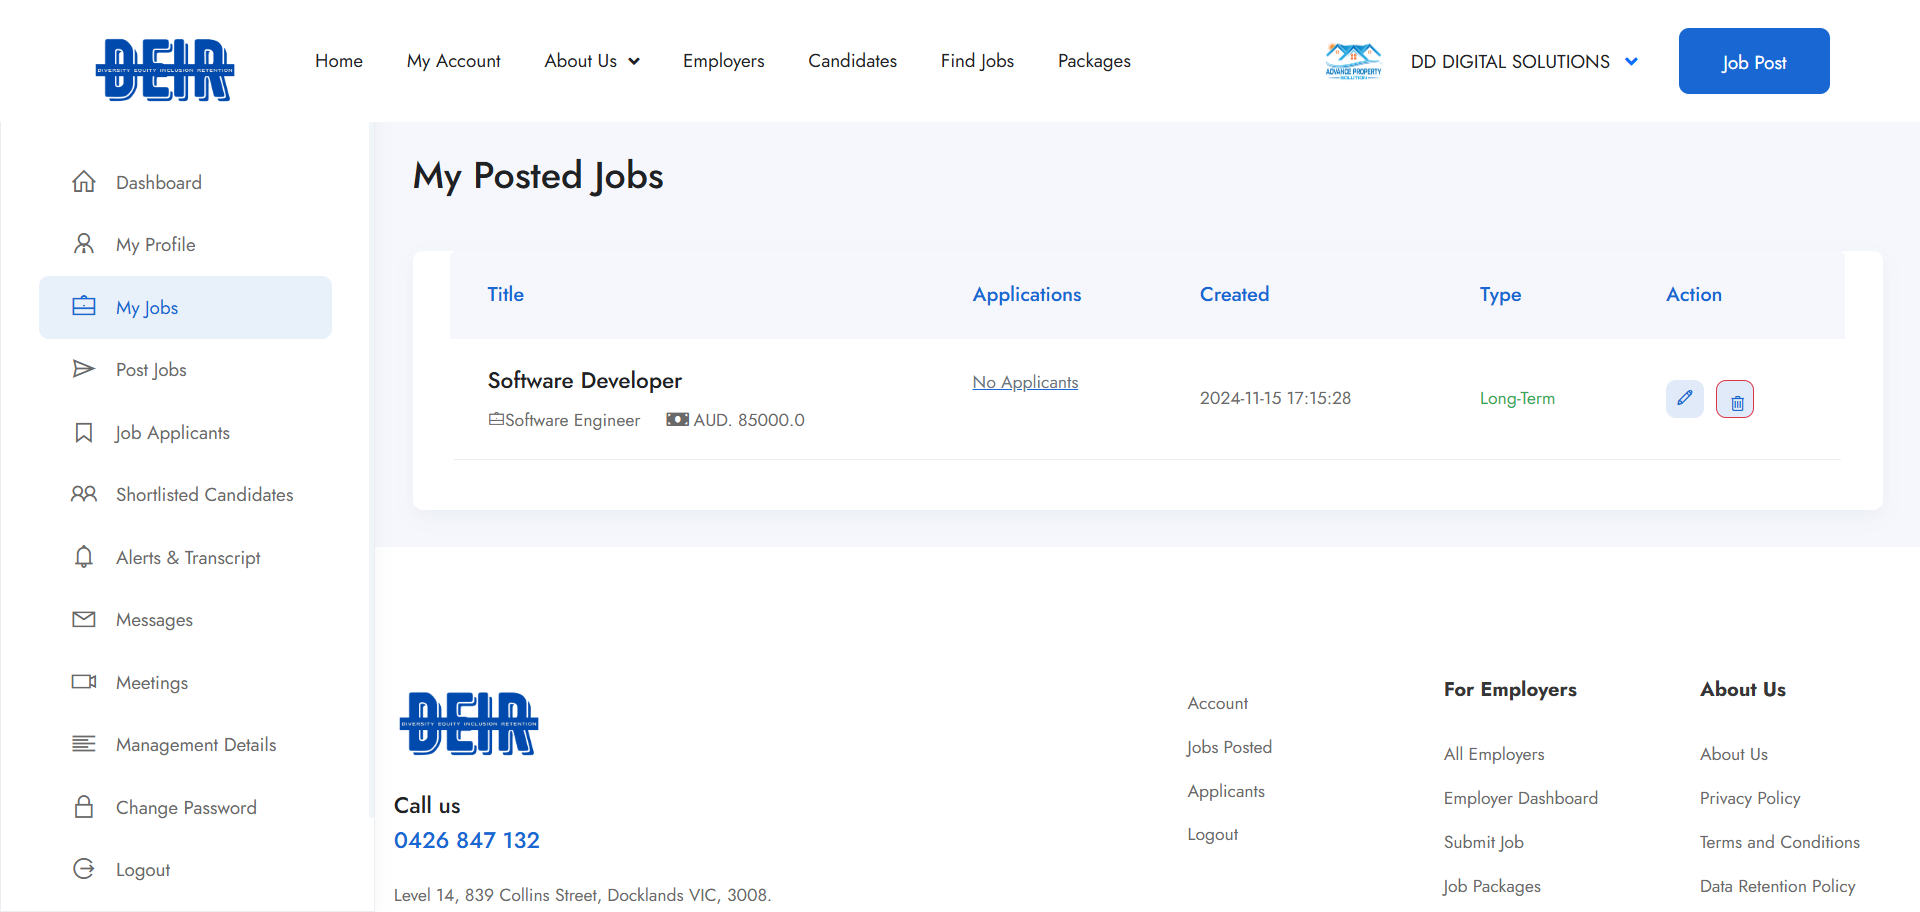 DEIR
DIVERSITY EQUITY INCLUSION RETENTION
Home
My Account
About Us
Employers
Candidates
Find Jobs
Packages
ADVANCE PROPERTY
SOLUTION
DD DIGITAL SOLUTIONS
Job Post
Dashboard
My Profile
My Jobs
Post Jobs
Job Applicants
Shortlisted Candidates
Alerts & Transcript
Messages
Meetings
Management Details
Change Password
Logout
My Posted Jobs
Title
Applications
Created
Type
Action
Software Developer
Software Engineer
AUD. 85000.0
No Applicants
2024-11-15 17:15:28
Long-Term
DEIR
DIVERSITY EQUITY INCLUSION RETENTION
Call us
0426 847 132
Level 14, 839 Collins Street, Docklands VIC, 3008.
Account
Jobs Posted
Applicants
Logout
For Employers
All Employers
Employer Dashboard
Submit Job
Job Packages
About Us
About Us
Privacy Policy
Terms and Conditions
Data Retention Policy